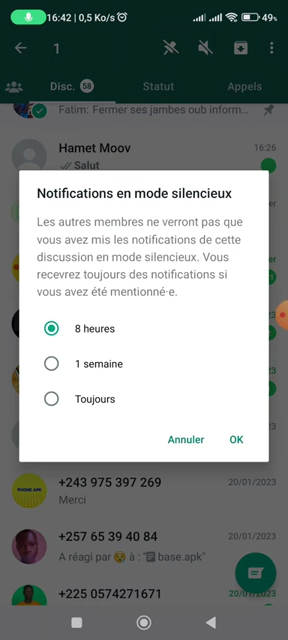 16:42 | 0,5 Ko/s
49%
1
Disc. 58
Statut
Appels
Fatim: Fermer ses jambes oub inform...
Hamet Moov
16:26
Salut
Notifications en mode silencieux
Les autres membres ne verront pas que
vous avez mis les notifications de cette
discussion en mode silencieux. Vous
recevrez toujours des notifications si
vous avez été mentionné·e.
8 heures
1 semaine
Toujours
Annuler
OK
+243 975 397 269
20/01/2023
Merci
PHONE APK
+257 65 39 40 84
20/01/2023
A réagi par 😒 à : "base.apk"
+225 0574271671